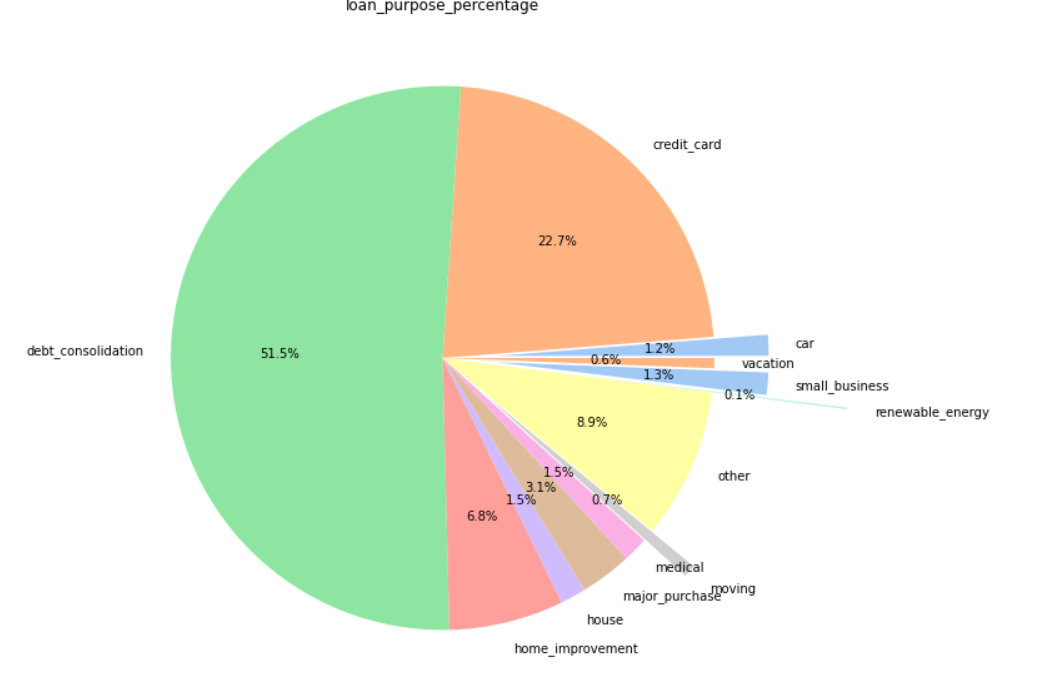 loan_purpose_percentage
credit_card
22.7%
car
1.2%
debt_consolidation
51.5%
0.6%
vacation
1.3%
small_business
0.1%
renewable_energy
8.9%
other
1.5%
3.1%
1.5%
0.7%
6.8%
medical
moving
major_purchase
house
home_improvement